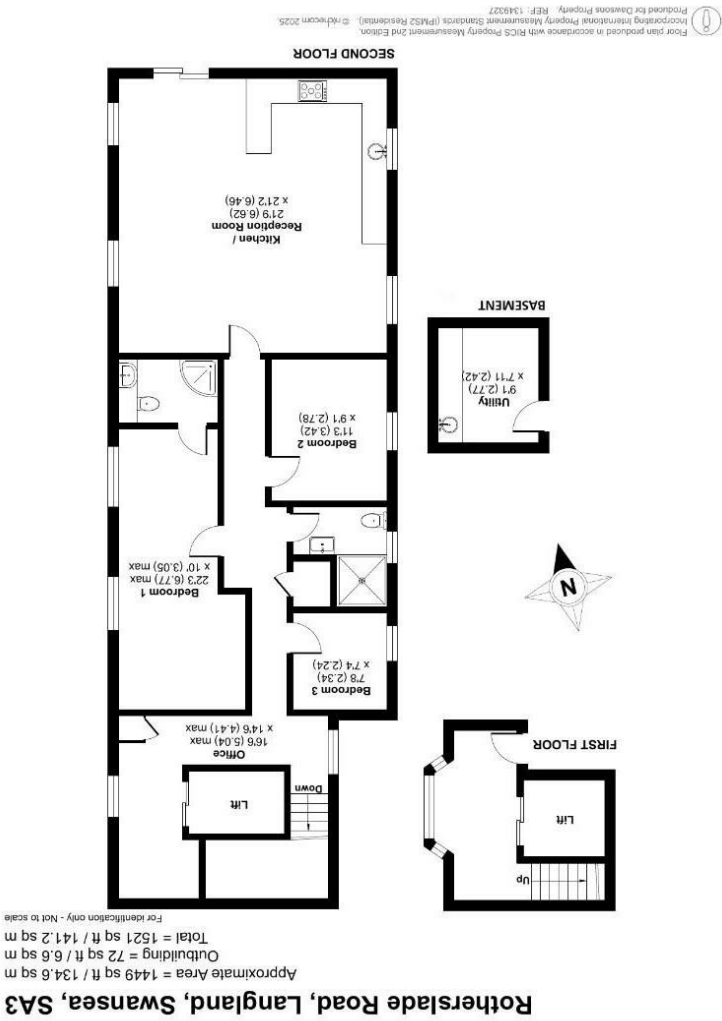 Rotherslade Road, Langland, Swansea, SA3
Approximate Area = 1449 sq ft / 134.6 sq m
Outbuilding = 72 sq ft / 6.6 sq m
Total = 1521 sq ft / 141.2 sq m
For identification only - Not to scale
Up
Lift
FIRST FLOOR
Lift
Down
Office
16'6 (5.04) max
x 14'6 (4.41) max
Bedroom 3
7'8 (2.34)
x 7'4 (2.24)
Bedroom 1
22'3 (6.77) max
x 10' (3.05) max
N
Bedroom 2
11'3 (3.42)
x 9'1 (2.78)
Utility
9'1 (2.77)
x 7'11 (2.42)
BASEMENT
Kitchen /
Reception Room
21'9 (6.62)
x 21'2 (6.46)
SECOND FLOOR
Floor plan produced in accordance with RICS Property Measurement 2nd Edition,
Incorporating International Property Measurement Standards (IPMS2 Residential). © nichecom 2025.
Produced for Dawsons Property. REF: 1349327